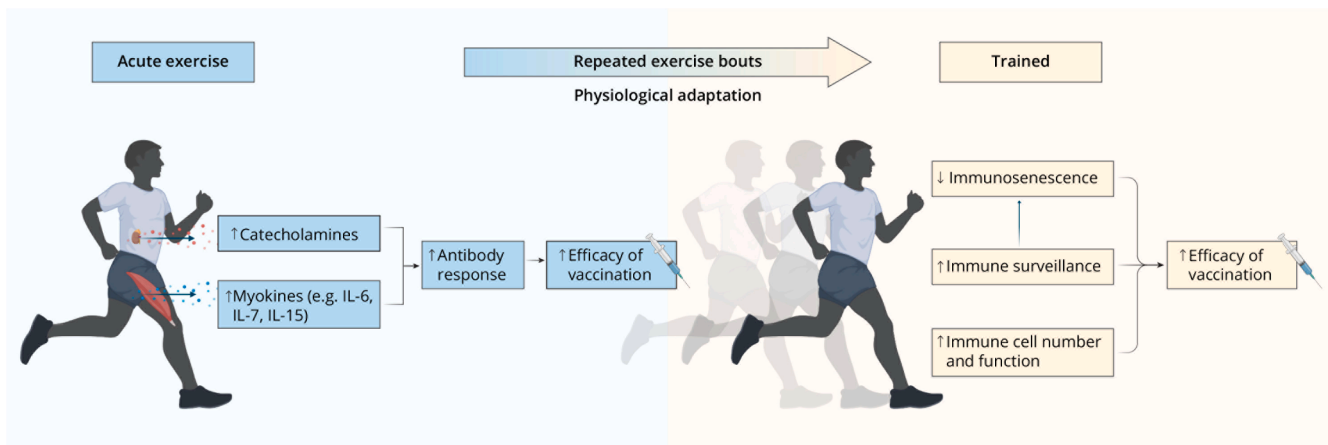 Acute exercise
Repeated exercise bouts
Physiological adaptation
Trained
↑Catecholamines
↑Myokines (e.g. IL-6,
IL-7, IL-15)
↑Antibody
response
↑Efficacy of
vaccination
↓ Immunosenescence
↑Immune surveillance
↑Immune cell number
and function
↑Efficacy of
vaccination